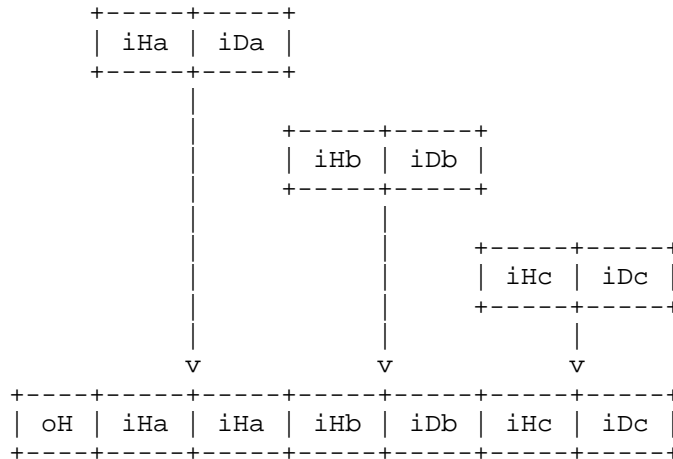 iHa iDa
iHb iDb
iHc iDc
v v v
oH iHa iHa iHb iDb iHc iDc